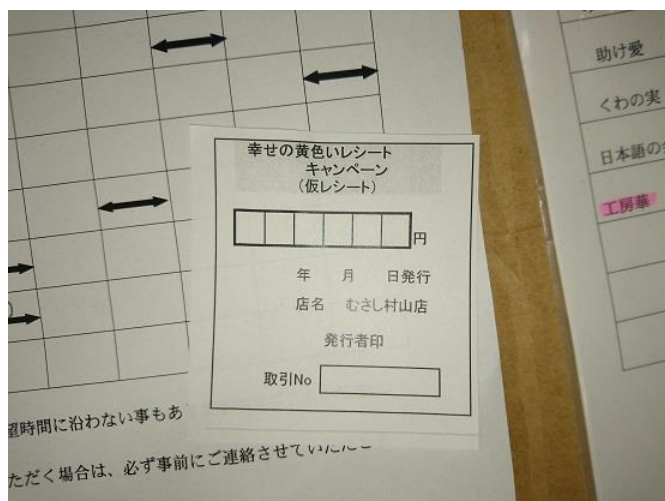 助け愛
くわの実
日本語の
工房華
幸せの黄色いレシート
キャンペーン
(仮レシート)
円
年 月 日発行
店名 むさし村山店
発行者印
取引No
望時間に沿わない事もあ
ただく場合は、必ず事前にご連絡させていただ